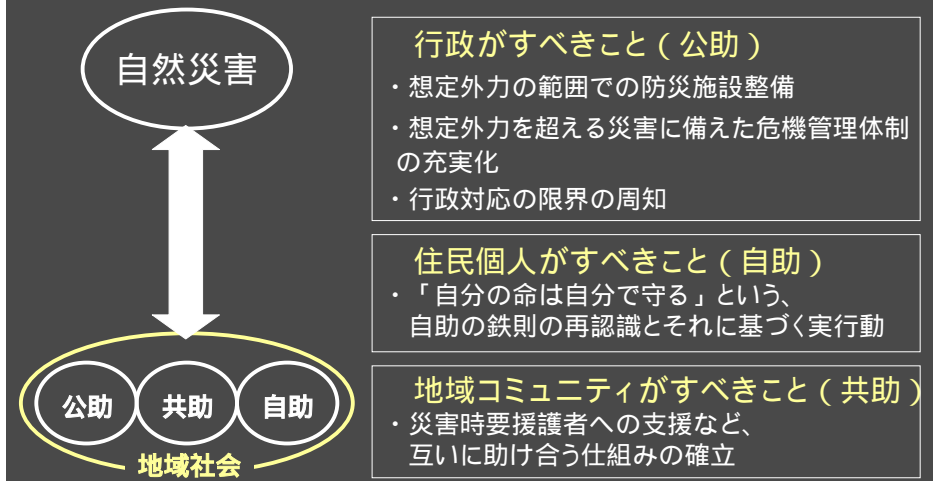 自然災害
公助
共助
自助
地域社会
行政がすべきこと(公助)
・想定外力の範囲での防災施設整備
・想定外力を超える災害に備えた危機管理体制
の充実化
・行政対応の限界の周知
住民個人がすべきこと(自助)
・「自分の命は自分で守る」という、
自助の鉄則の再認識とそれに基づく実行動
地域コミュニティがすべきこと(共助)
・災害時要援護者への支援など、
互いに助け合う仕組みの確立